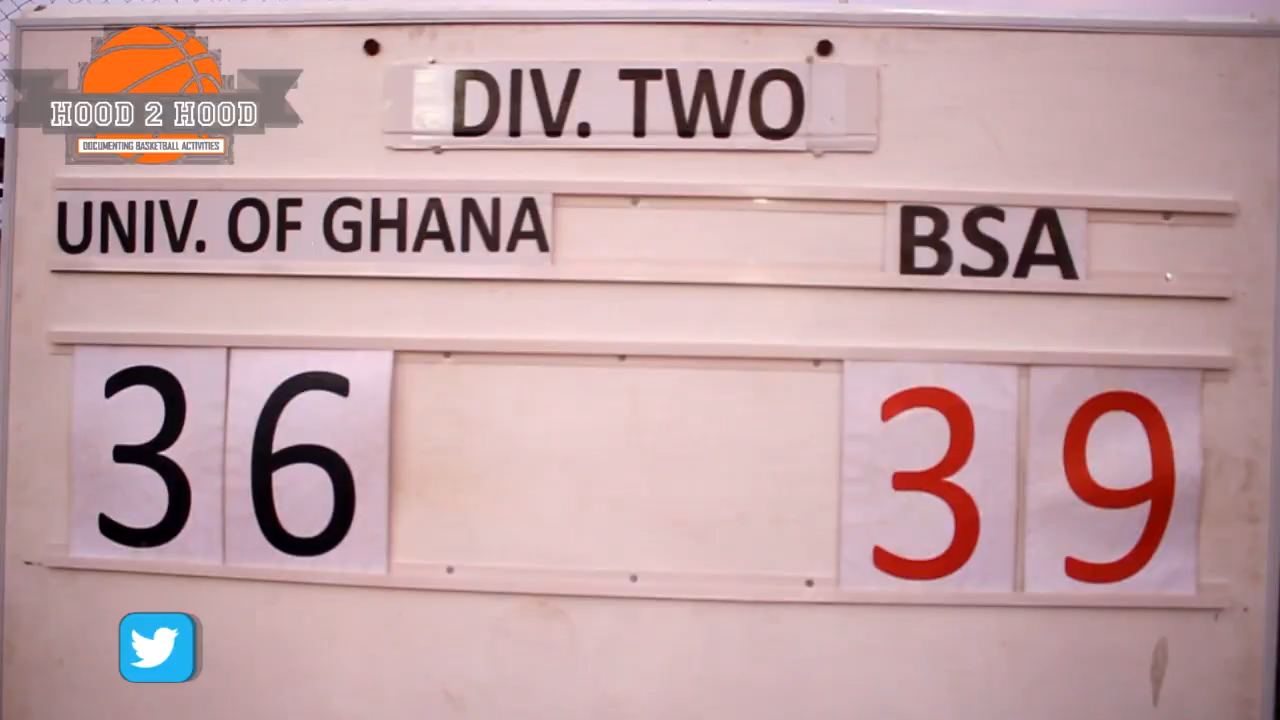 HOOD 2 HOOD
DOCUMENTING BASKETBALL ACTIVITIES
DIV. TWO
UNIV. OF GHANA BSA
36 39